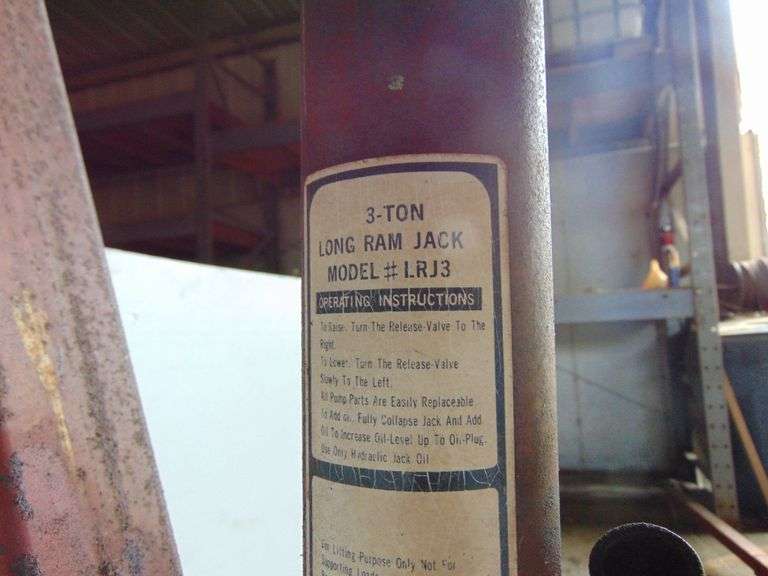 3-TON
LONG RAM JACK
MODEL # LRJ3
OPERATING INSTRUCTIONS
To Raise. Turn The Release-Valve To The
Right.
To Lower. Turn The Release-Valve
Slowly To The Left.
All Pump Parts Are Easily Replaceable
To Add oil. Fully Collapse Jack And Add
Oil To Increase Oil-Level Up To Oil-Plug.
Use Only Hydraulic Jack Oil
For Lifting Purpose Only Not For
Supporting Loads